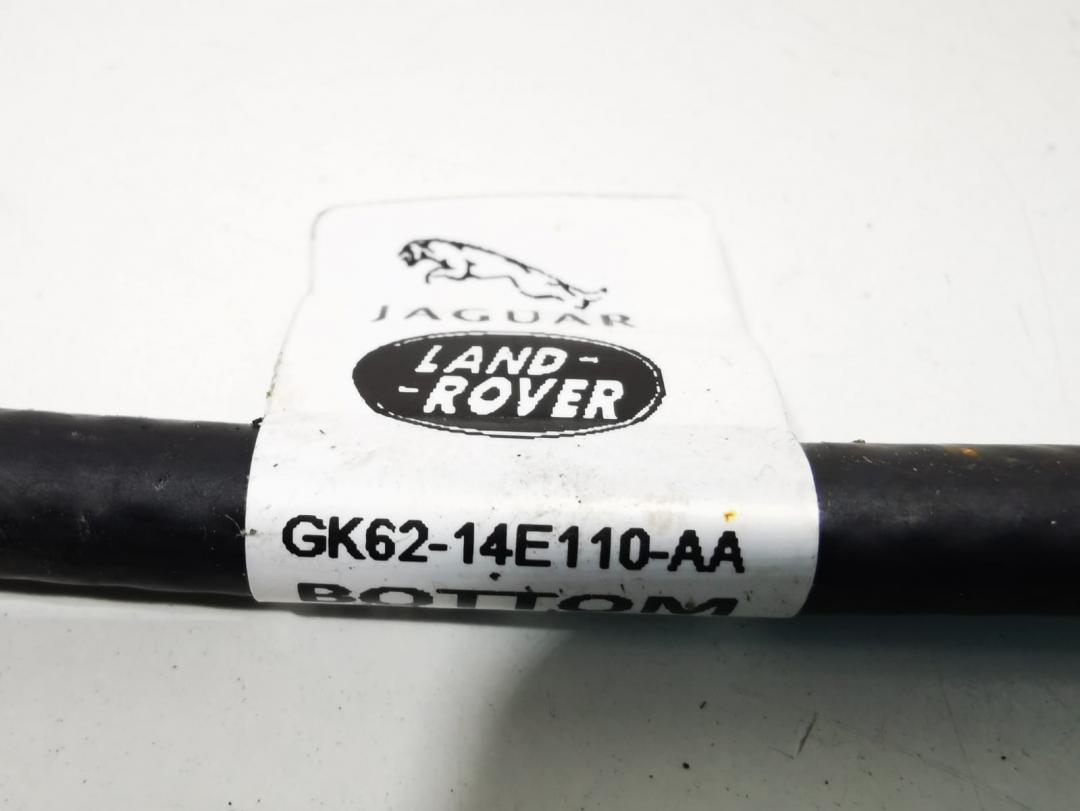 JAGUAR
LAND-
-ROVER
GK62-14E110-AA
BOTTOM